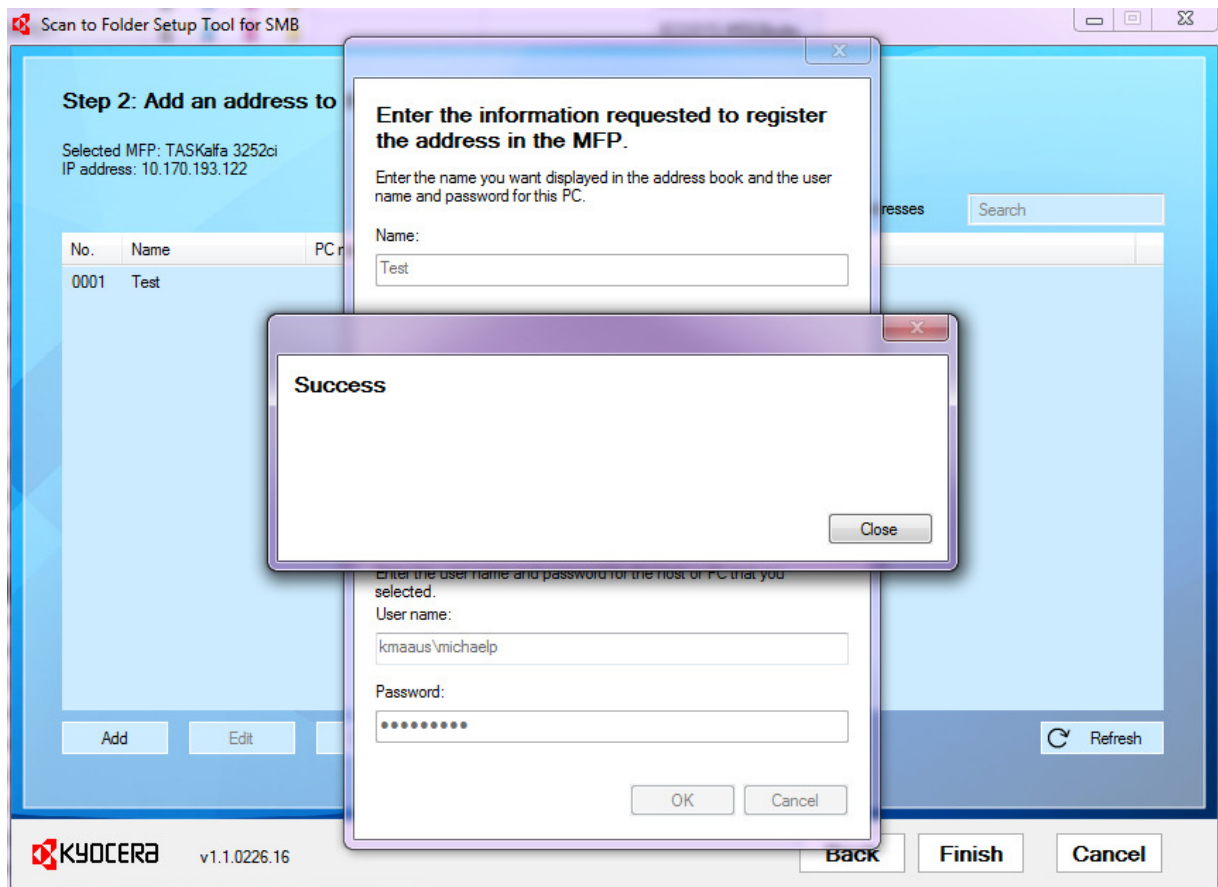 Scan to Folder Setup Tool for SMB
Step 2: Add an address to
Selected MFP: TASKalfa 3252ci
IP address: 10.170.193.122
resses
Search
No.
Name
PC
0001
Test
Enter the information requested to register
the address in the MFP.
Enter the name you want displayed in the address book and the user
name and password for this PC.
Name:
Test
Success
Close
Enter the user name and password for the host or PC that you
selected.
User name:
kmaaus\michaelp
Password:
OK
Cancel
Add
Edit
Refresh
KYOCERA
v1.1.0226.16
Back
Finish
Cancel